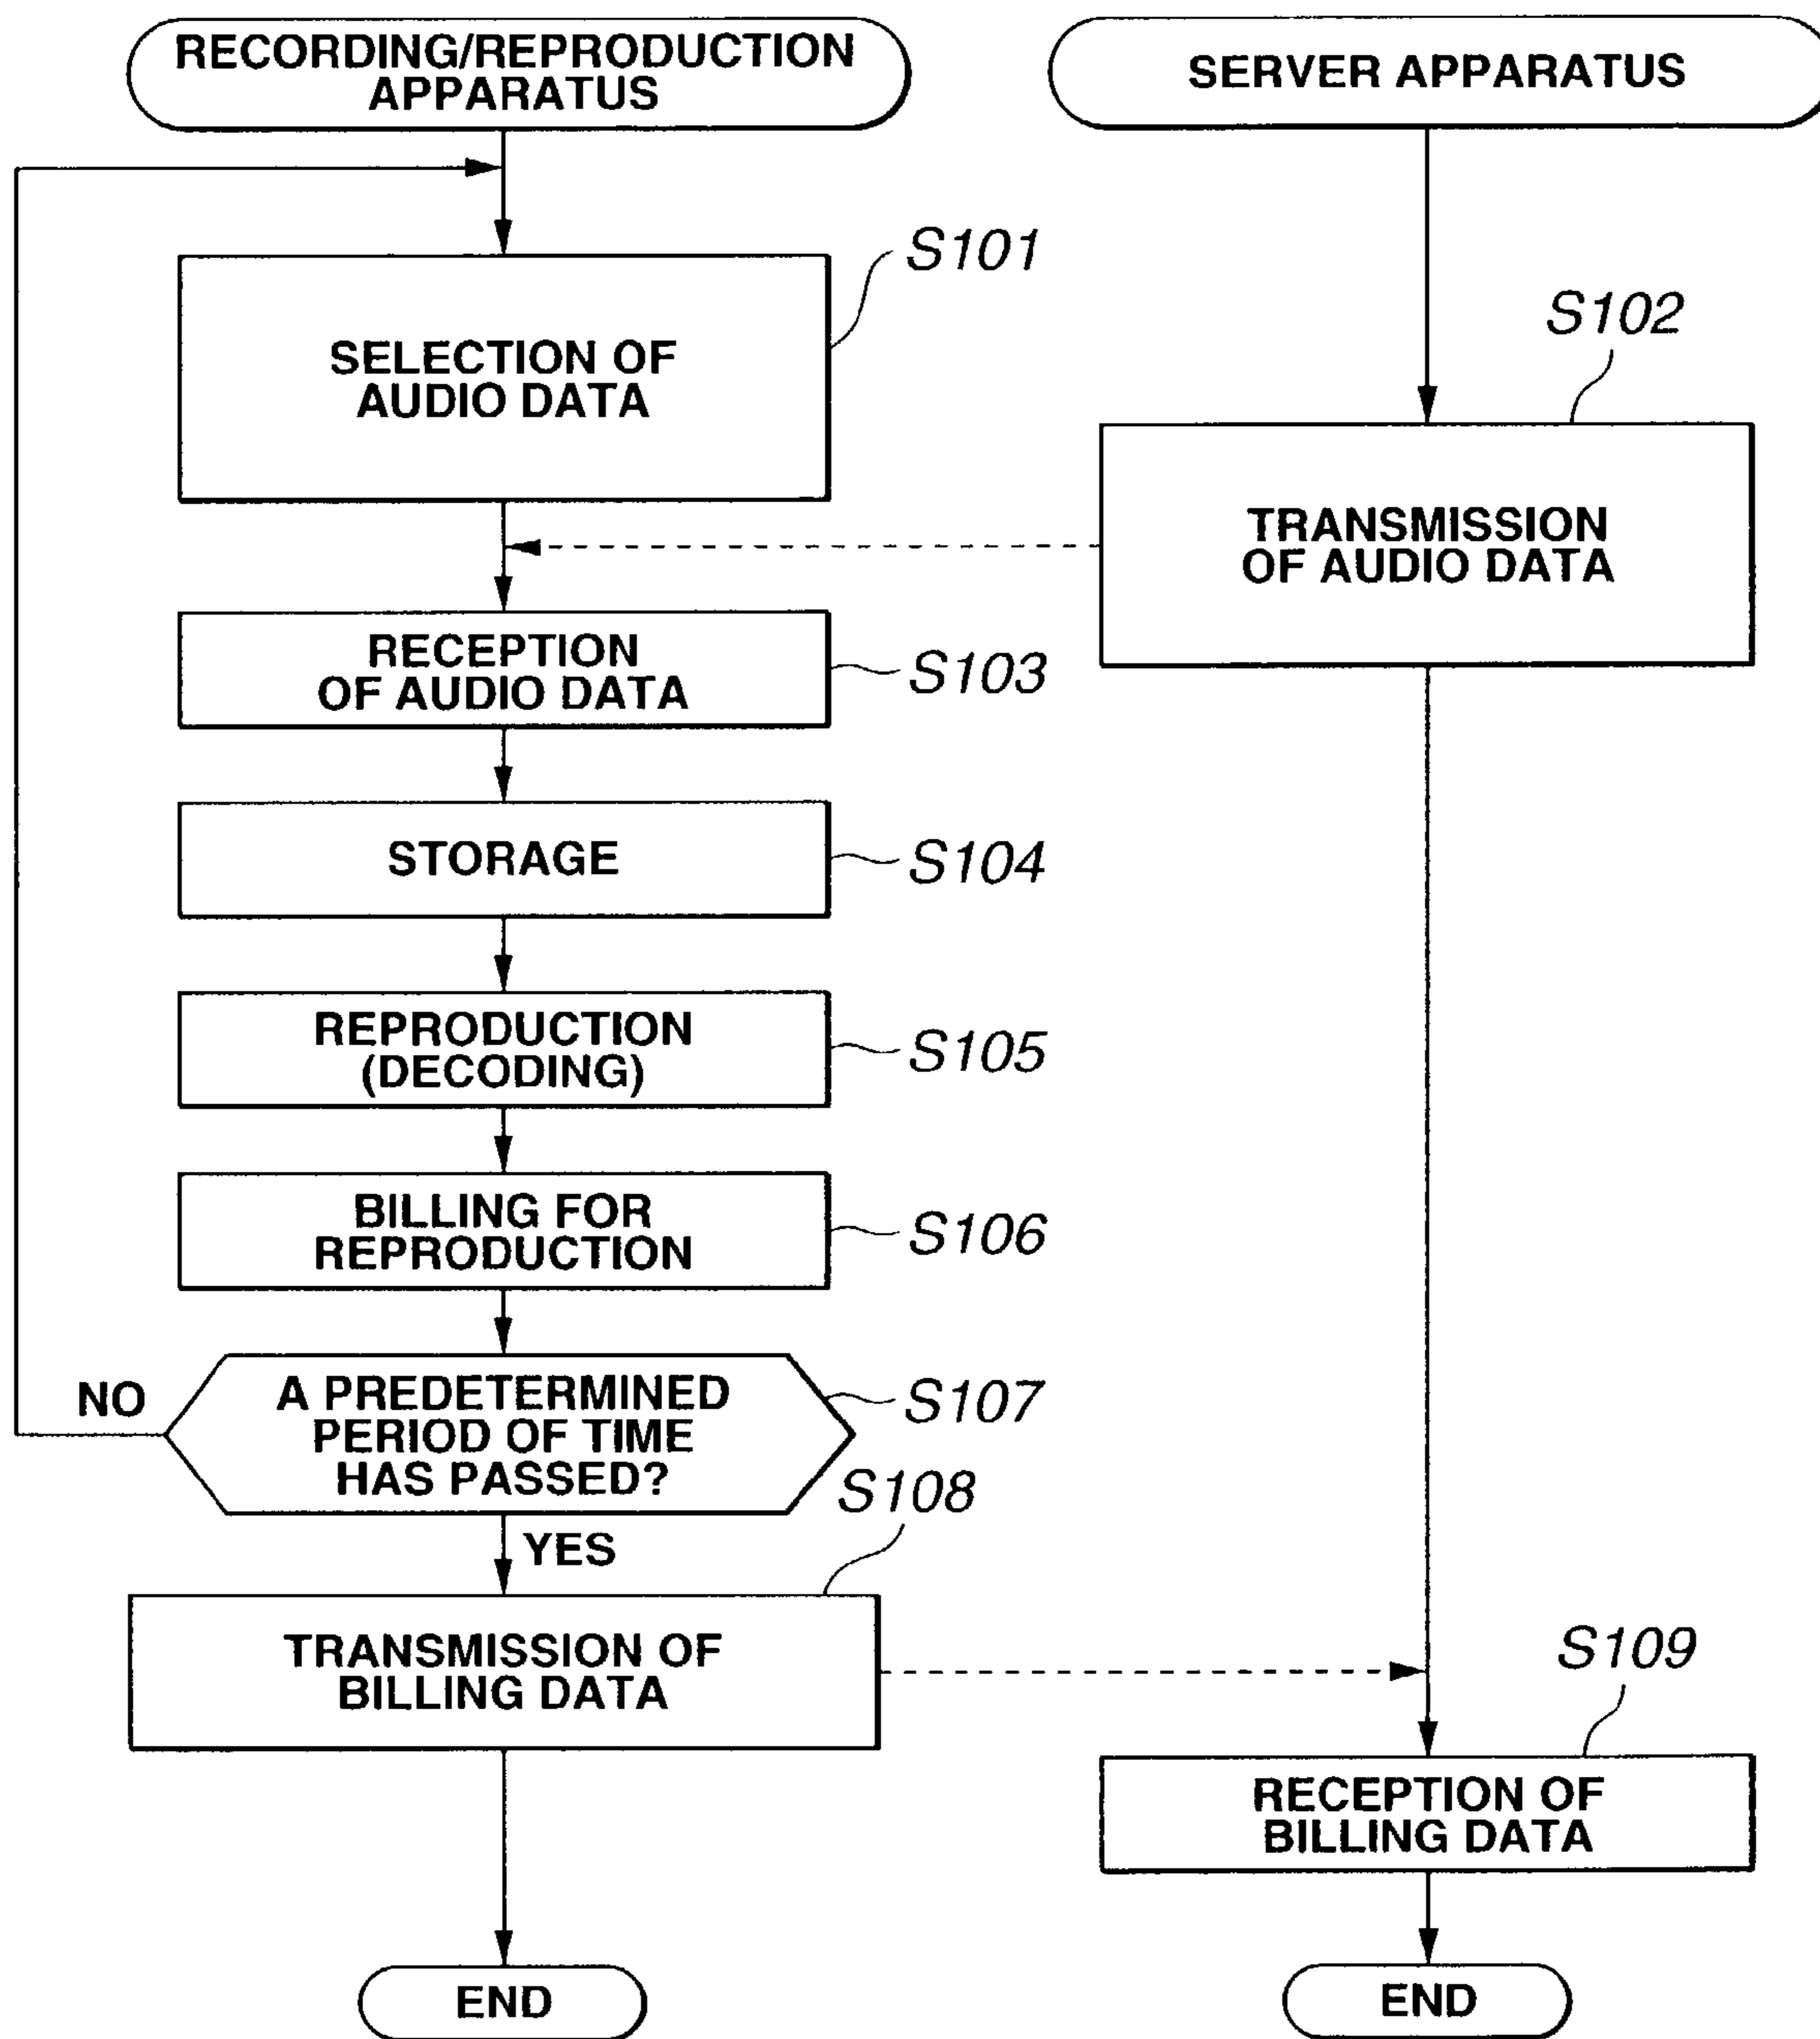 RECORDING/REPRODUCTION
APPARATUS
SERVER APPARATUS
S101
SELECTION OF
AUDIO DATA
S102
TRANSMISSION
OF AUDIO DATA
RECEPTION
OF AUDIO DATA
S103
STORAGE
S104
REPRODUCTION
(DECODING)
S105
BILLING FOR
REPRODUCTION
S106
NO
A PREDETERMINED
PERIOD OF TIME
HAS PASSED?
S107
YES
S108
TRANSMISSION OF
BILLING DATA
S109
RECEPTION OF
BILLING DATA
END
END